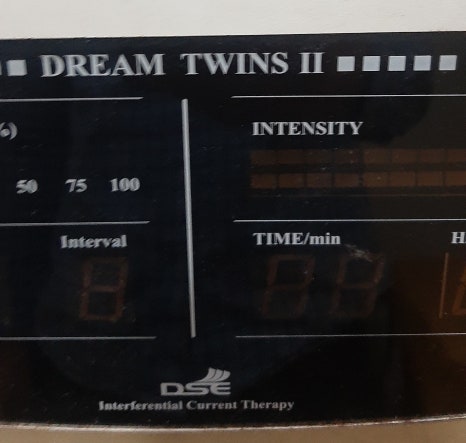 DREAM TWINS II
%)
INTENSITY
50 75 100
Interval
TIME/min
H
DSE
Interferential Current Therapy